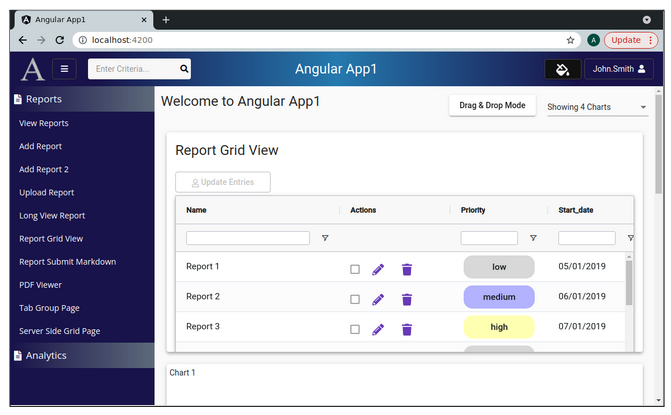 Angular App1
localhost:4200
A
Update
A
Enter Criteria...
Angular App1
John.Smith
Reports
View Reports
Add Report
Add Report 2
Upload Report
Long View Report
Report Grid View
Report Submit Markdown
PDF Viewer
Tab Group Page
Server Side Grid Page
Analytics
Welcome to Angular App1
Drag & Drop Mode
Showing 4 Charts
Report Grid View
Update Entries
Name Actions Priority Start_date
Report 1 low 05/01/2019
Report 2 medium 06/01/2019
Report 3 high 07/01/2019
Chart 1